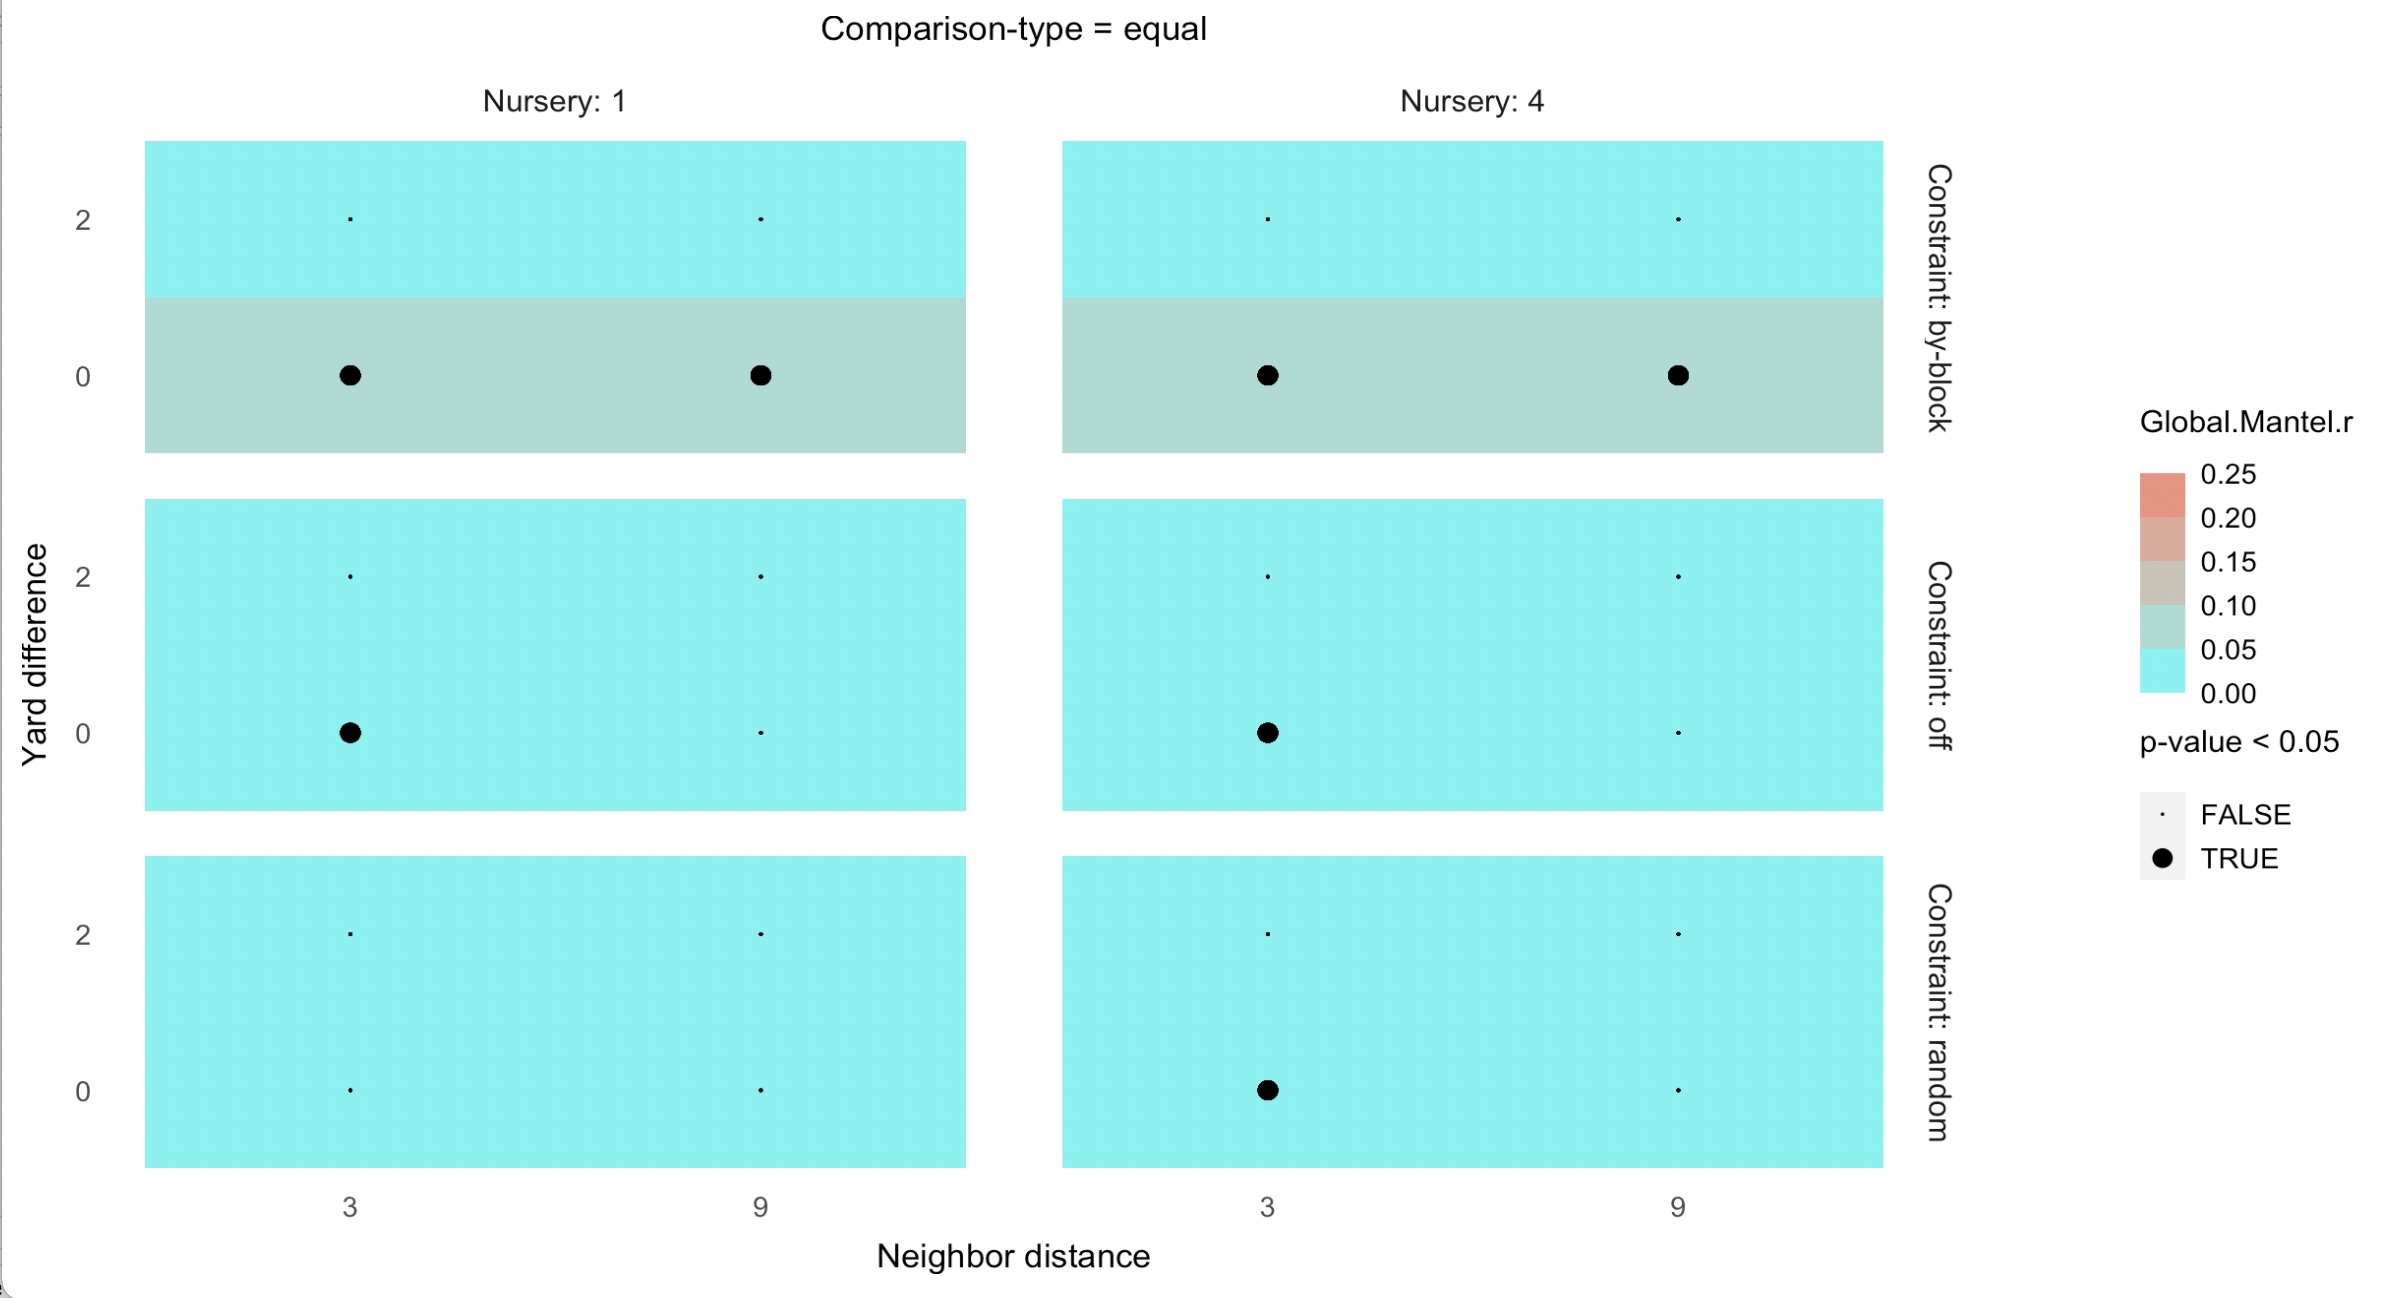 Comparison-type = equal
Nursery: 1
Nursery: 4
2
0
Constraint: by-block
2
0
Constraint: off
2
0
Constraint: random
Yard difference
3
9
3
9
Neighbor distance
Global.Mantel.r
0.25
0.20
0.15
0.10
0.05
0.00
p-value < 0.05
FALSE
TRUE